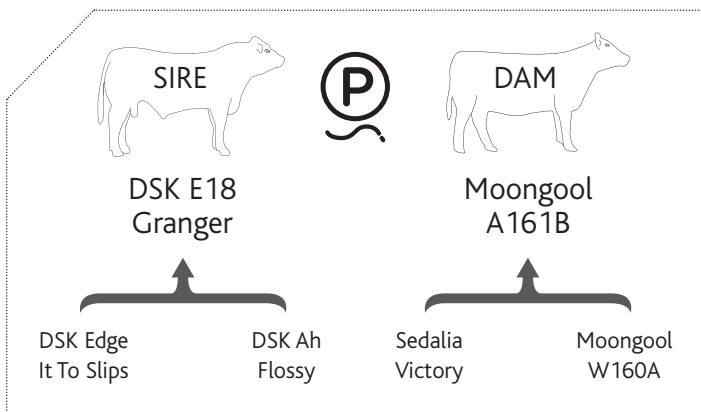 SIRE
P
DAM
DSK E18
Granger
Moongool
A161B
DSK Edge
It To Slips
DSK Ah
Flossy
Sedalia
Victory
Moongool
W160A